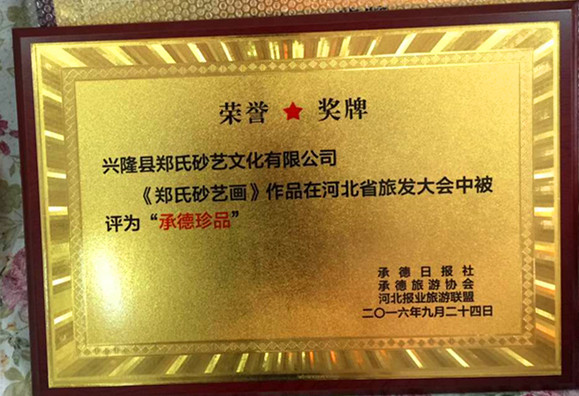 荣誉★奖牌
兴隆县郑氏砂艺文化有限公司
《郑氏砂艺画》作品在河北省旅发大会中被
评为“承德珍品”
承德日报社
承德旅游协会
河北报业旅游联盟
二〇一六年九月二十四日